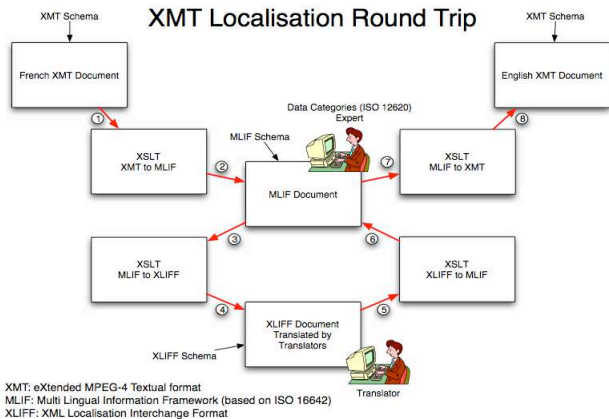 XMT Localisation Round Trip
XMT Schema
XMT Schema
French XMT Document
English XMT Document
1
8
Data Categories (ISO 12620)
Expert
MLIF Schema
XSLT
XMT to MLIF
2
MLIF Document
7
XSLT
MLIF to XMT
3
6
XSLT
MLIF to XLIFF
XSLT
XLIFF to MLIF
4
5
XLIFF Document
Translated by
Translators
XLIFF Schema
Translator
XMT: eXtended MPEG-4 Textual format
MLIF: Multi Lingual Information Framework (based on ISO 16642)
XLIFF: XML Localisation Interchange Format